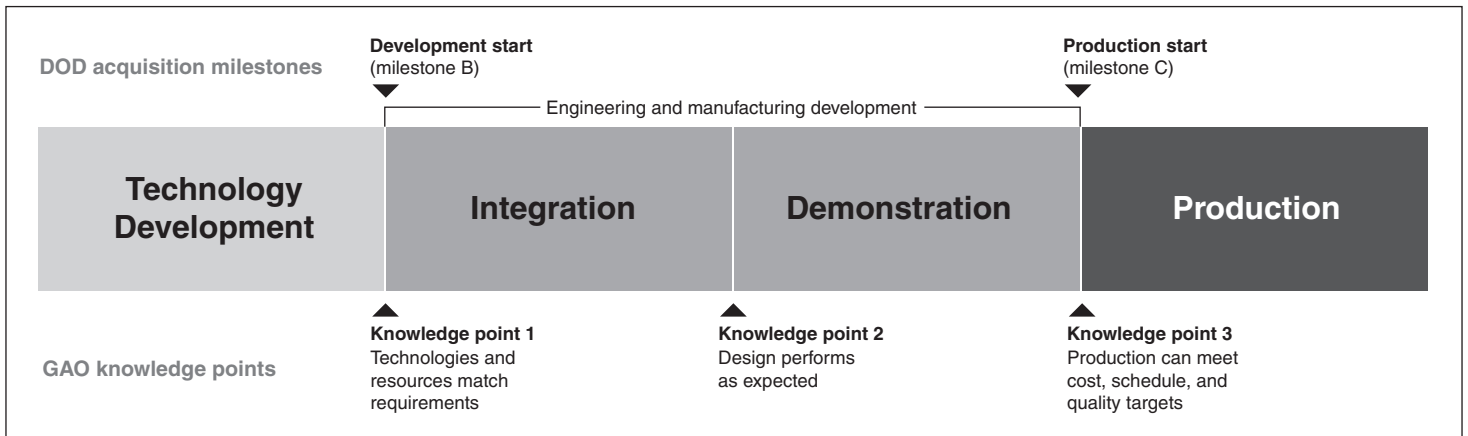 DOD acquisition milestones
Development start
(milestone B)
Production start
(milestone C)
Engineering and manufacturing development
Technology
Development
Integration
Demonstration
Production
GAO knowledge points
Knowledge point 1
Technologies and
resources match
requirements
Knowledge point 2
Design performs
as expected
Knowledge point 3
Production can meet
cost, schedule, and
quality targets